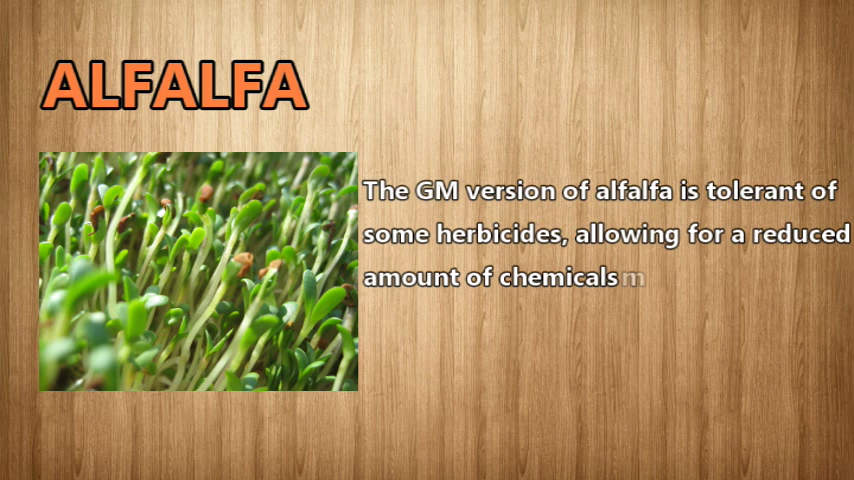 ALFALFA
The GM version of alfalfa is tolerant of
some herbicides, allowing for a reduced
amount of chemicals m